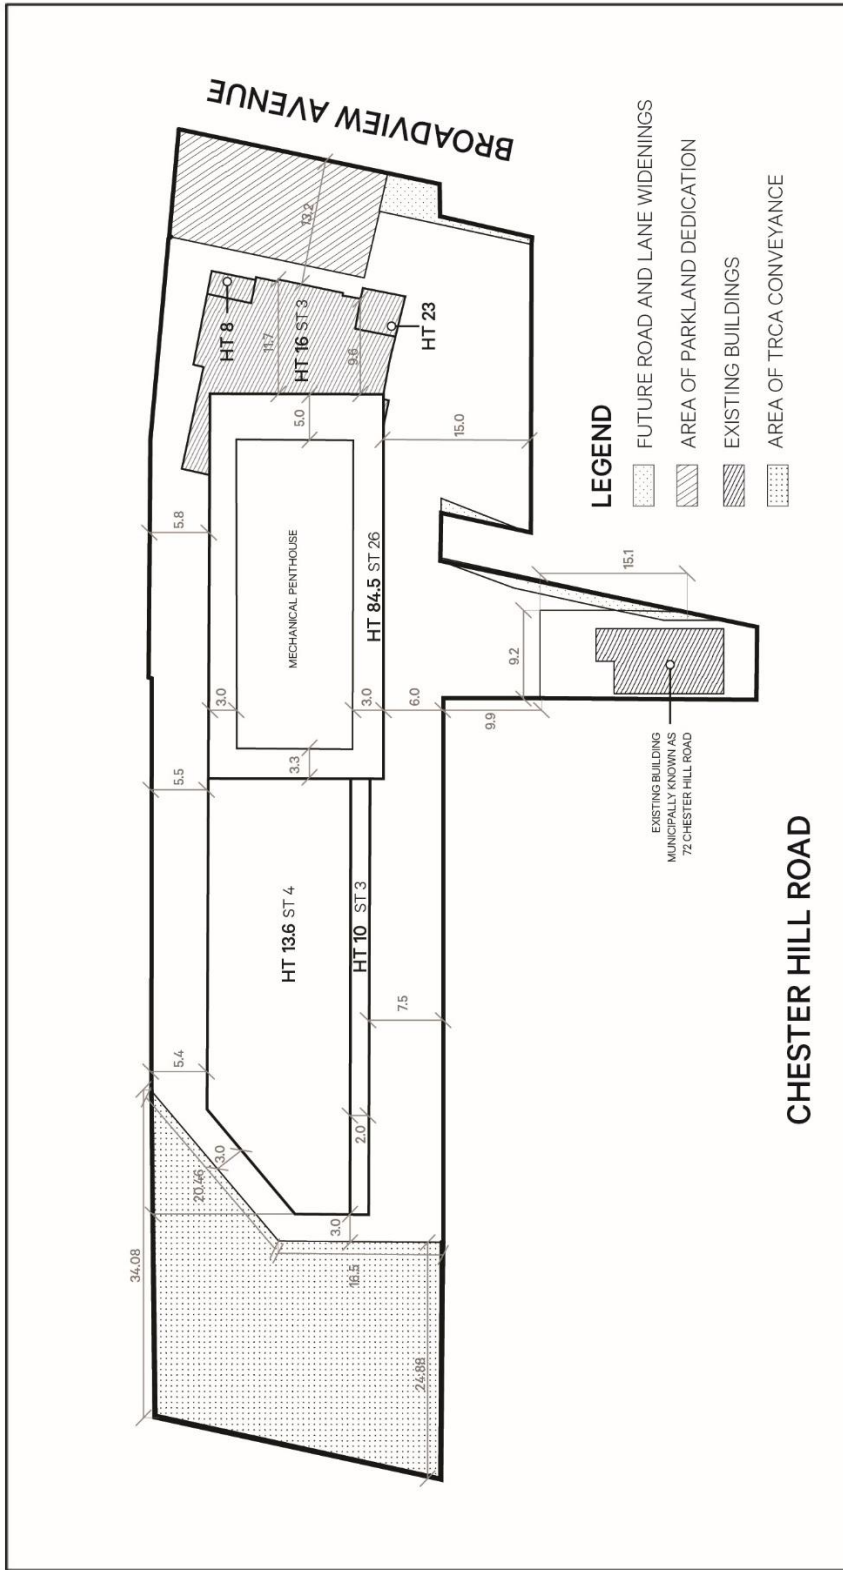 BROADVIEW AVENUE
13.2
HT 8
11.7
HT 16 ST 3
9.6
HT 23
5.0
15.0
5.8
MECHANICAL PENTHOUSE
HT 84.5 ST 26
3.0
3.0
6.0
3.3
9.2
15.1
9.9
EXISTING BUILDING
MUNICIPALLY KNOWN AS
72 CHESTER HILL ROAD
5.5
HT 13.6 ST 4
HT 10 ST 3
7.5
5.4
2.0
3.0
20.46
3.0
34.08
16.5
24.88
LEGEND
FUTURE ROAD AND LANE WIDENINGS
AREA OF PARKLAND DEDICATION
EXISTING BUILDINGS
AREA OF TRCA CONVEYANCE
CHESTER HILL ROAD